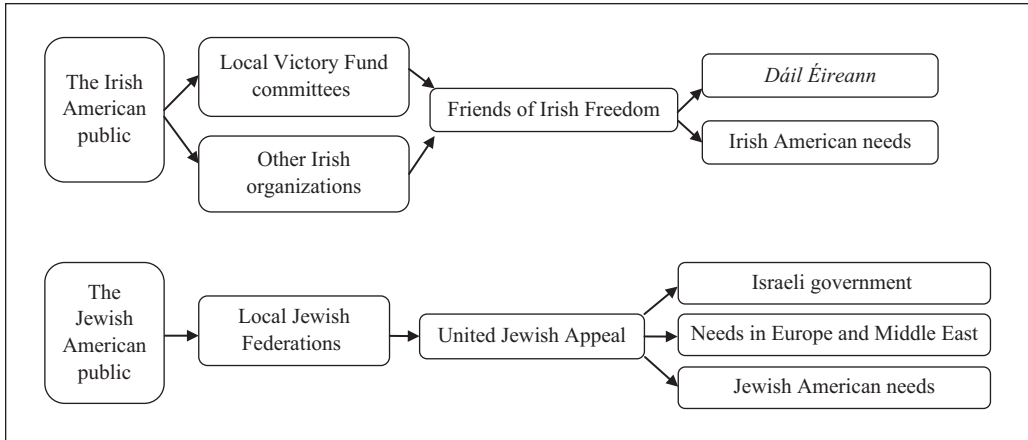 The Irish
American
public
Local Victory Fund
committees
Other Irish
organizations
Friends of Irish Freedom
Dáil Éireann
Irish American needs
The
Jewish
American
public
Local Jewish
Federations
United Jewish Appeal
Israeli government
Needs in Europe and Middle East
Jewish American needs